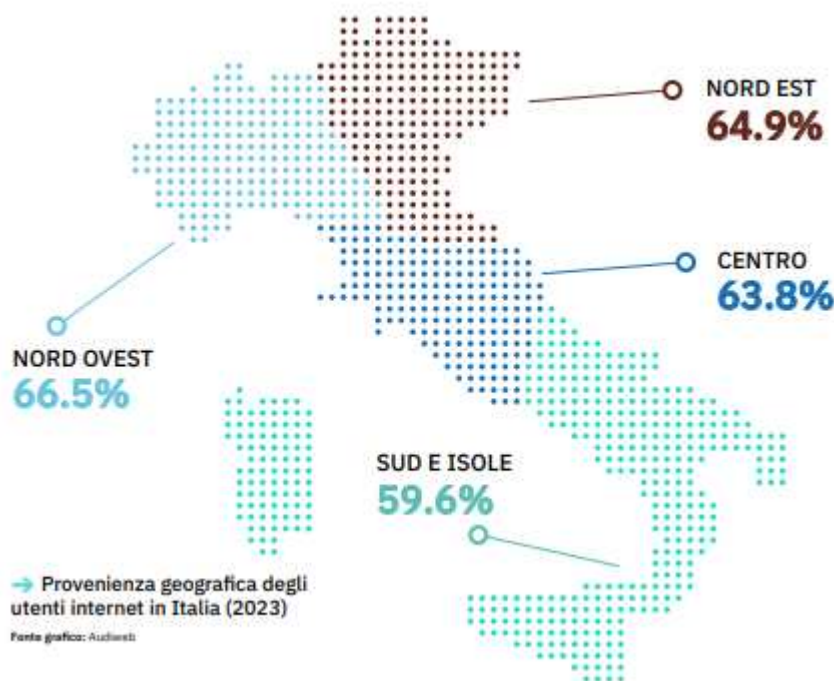 NORD EST
64.9%
CENTRO
63.8%
NORD OVEST
66.5%
SUD E ISOLE
59.6%
→ Provenienza geografica degli
utenti internet in Italia (2023)
Fonte grafico: Audiweb